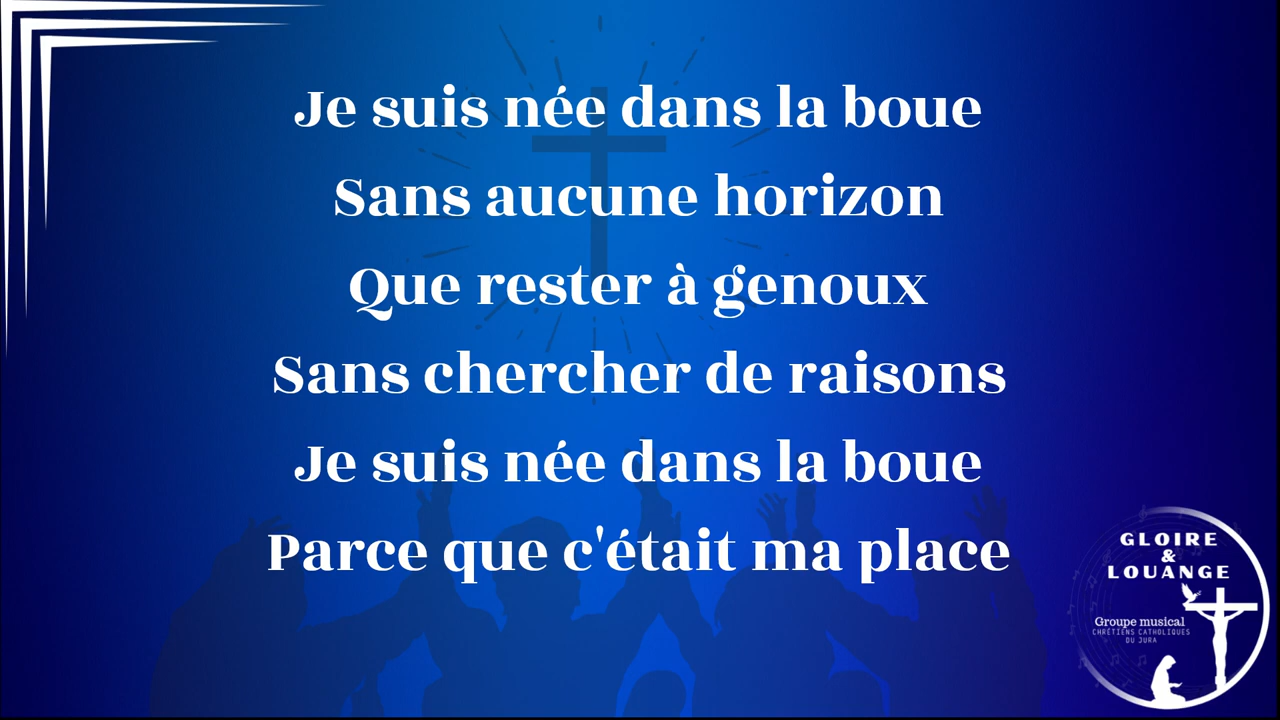 Je suis née dans la boue
Sans aucune horizon
Que rester à genoux
Sans chercher de raisons
Je suis née dans la boue
Parce que c'était ma place
GLOIRE
&
LOUANGE
Groupe musical
CHRÉTIENS CATHOLIQUES
DU JURA